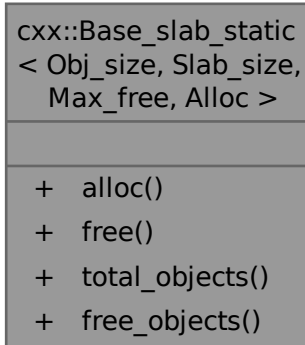 cxx::Base_slab_static
< Obj_size, Slab_size,
Max_free, Alloc >
+ alloc()
+ free()
+ total_objects()
+ free_objects()